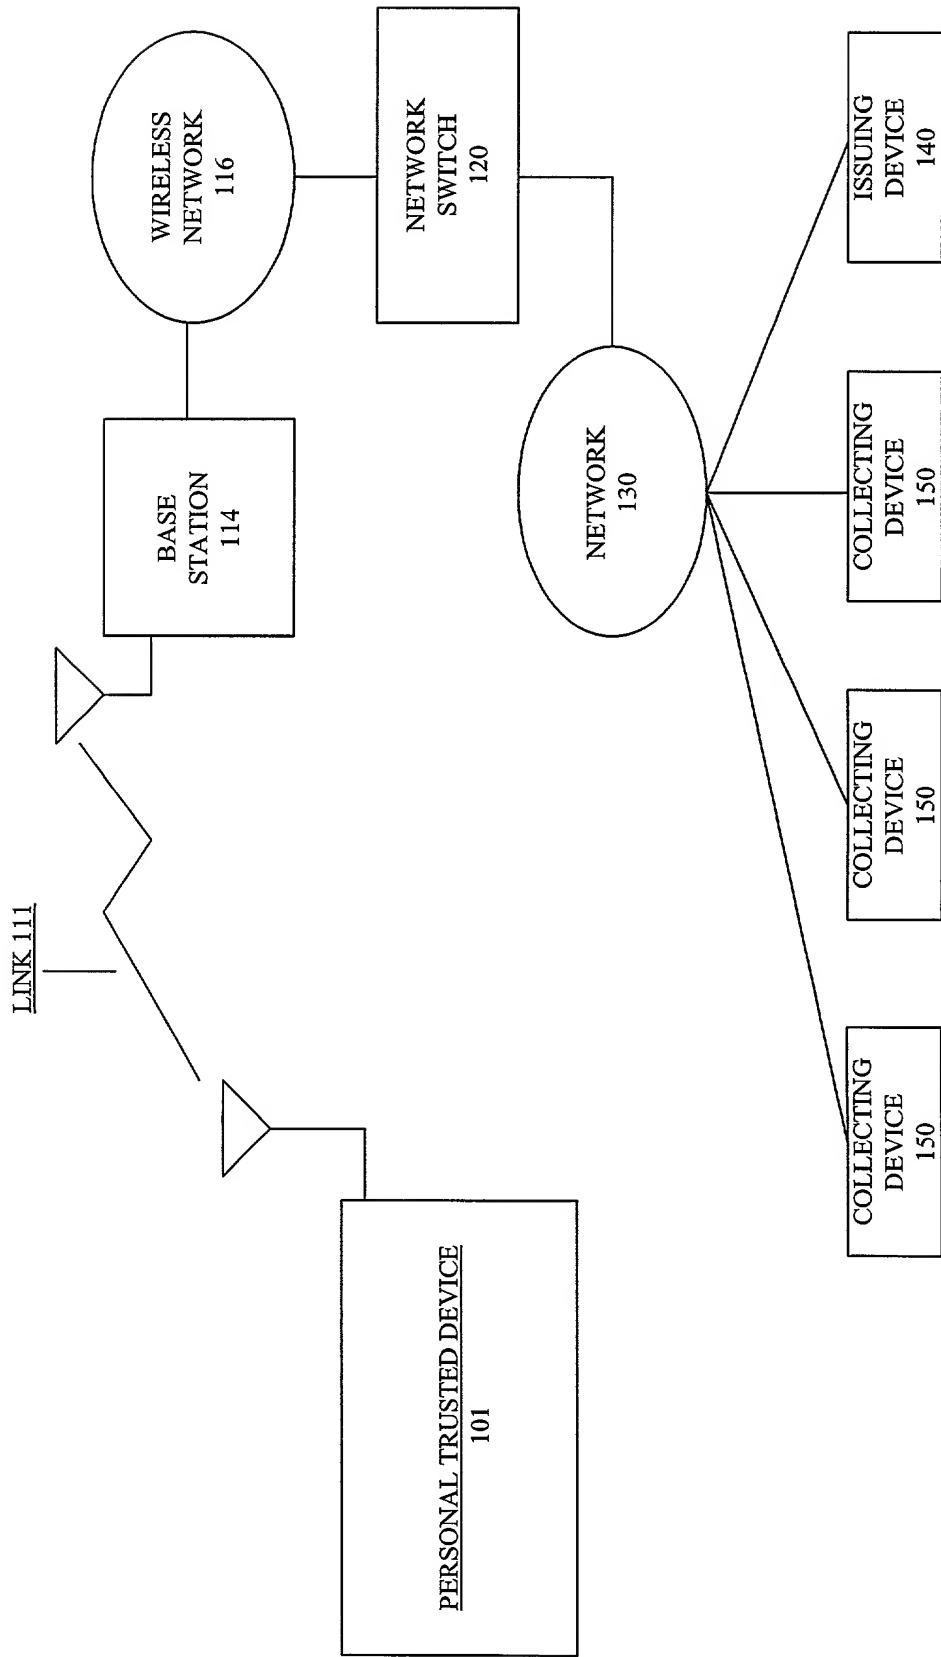 LINK 111
PERSONAL TRUSTED DEVICE
101
BASE
STATION
114
WIRELESS
NETWORK
116
NETWORK
SWITCH
120
NETWORK
130
COLLECTING
DEVICE
150
COLLECTING
DEVICE
150
COLLECTING
DEVICE
150
ISSUING
DEVICE
140